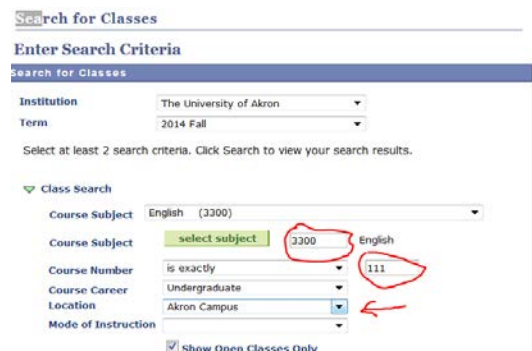 Search for Classes
Enter Search Criteria
Search for Classes
Institution The University of Akron
Term 2014 Fall
Select at least 2 search criteria. Click Search to view your search results.
Class Search
Course Subject English (3300)
Course Subject select subject 3300 English
Course Number is exactly 111
Course Career Undergraduate
Location Akron Campus
Mode of Instruction
Show Open Classes Only